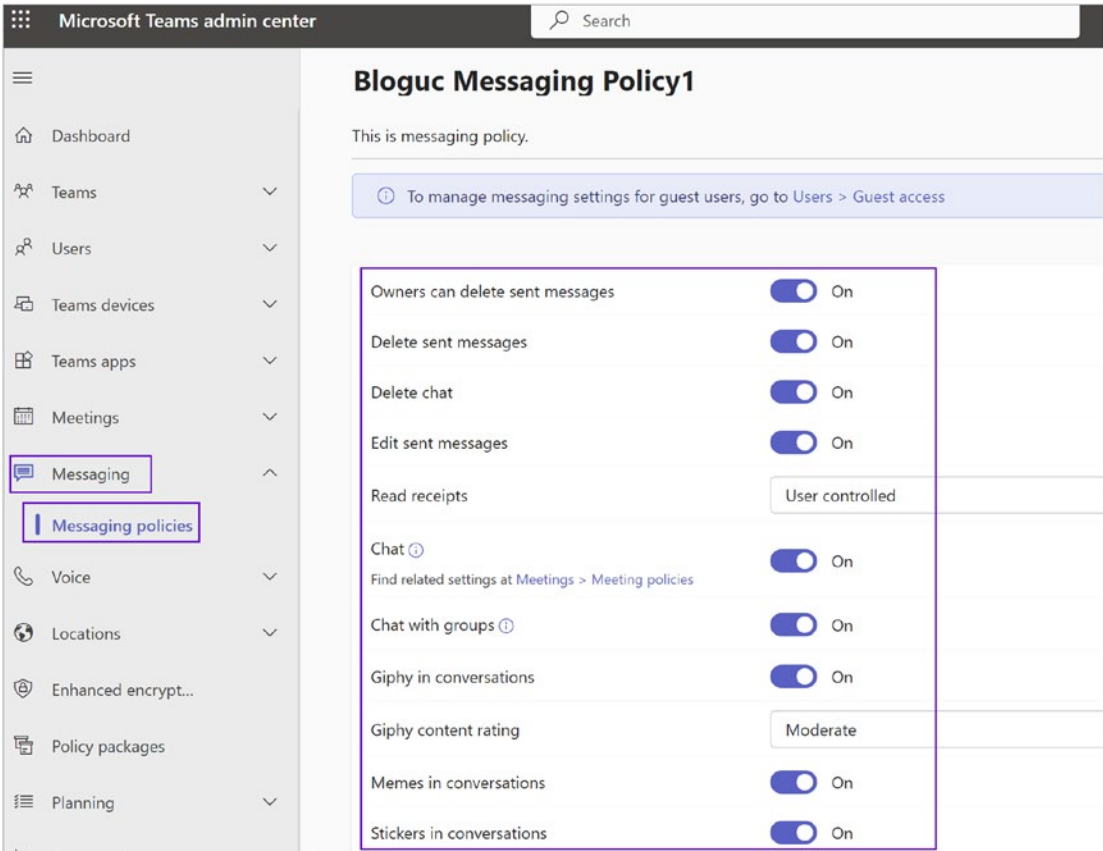 Microsoft Teams admin center
Search
Dashboard
Teams
Users
Teams devices
Teams apps
Meetings
Messaging
Messaging policies
Voice
Locations
Enhanced encrypt...
Policy packages
Planning
Bloguc Messaging Policy1
This is messaging policy.
To manage messaging settings for guest users, go to Users > Guest access
Owners can delete sent messages On
Delete sent messages On
Delete chat On
Edit sent messages On
Read receipts User controlled
Chat On
Find related settings at Meetings > Meeting policies
Chat with groups On
Giphy in conversations On
Giphy content rating Moderate
Memes in conversations On
Stickers in conversations On